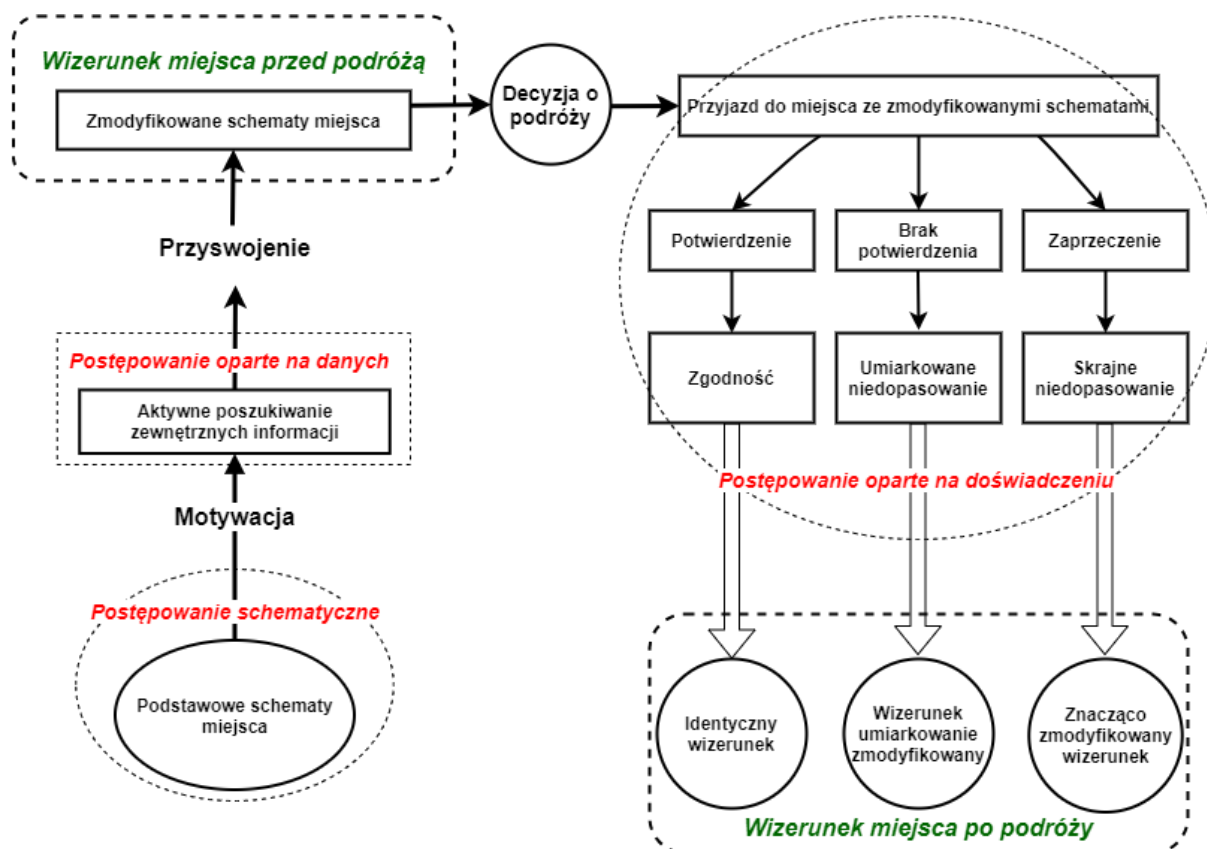 Wizerunek miejsca przed podróżą
Zmodyfikowane schematy miejsca
Decyzja o
podróży
Przyjazd do miejsca ze zmodyfikowanymi schematami
Przyswojenie
Potwierdzenie
Brak
potwierdzenia
Zaprzeczenie
Postępowanie oparte na danych
Aktywne poszukiwanie
zewnętrznych informacji
Zgodność
Umiarkowane
niedopasowanie
Skrajne
niedopasowanie
Postępowanie oparte na doświadczeniu
Motywacja
Postępowanie schematyczne
Podstawowe schematy
miejsca
Identyczny
wizerunek
Wizerunek
umiarkowanie
zmodyfikowany
Znacząco
zmodyfikowany
wizerunek
Wizerunek miejsca po podróży